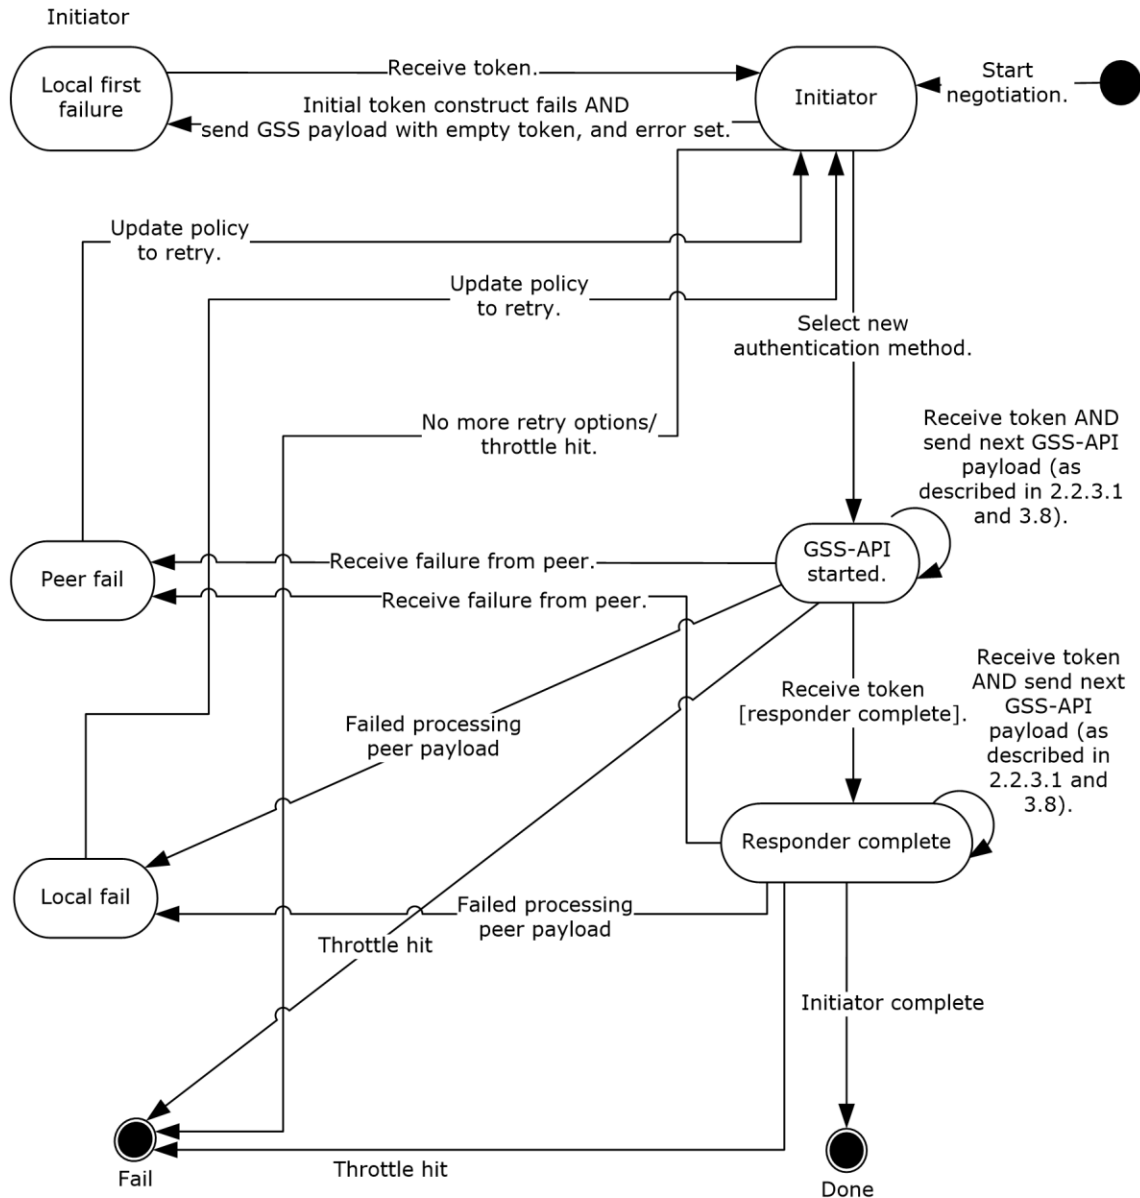 Initiator
Local first
failure
Receive token.
Initiator
Start
negotiation.
Initial token construct fails AND
send GSS payload with empty token, and error set.
Update policy
to retry.
Update policy
to retry.
Select new
authentication method.
No more retry options/
throttle hit.
Receive token AND
send next GSS-API
payload (as
described in 2.2.3.1
and 3.8).
GSS-API
started.
Peer fail
Receive failure from peer.
Receive failure from peer.
Receive token
[responder complete].
Receive token
AND send next
GSS-API
payload (as
described in
2.2.3.1 and
3.8).
Failed processing
peer payload
Responder complete
Local fail
Failed processing
peer payload
Throttle hit
Initiator complete
Fail
Throttle hit
Done